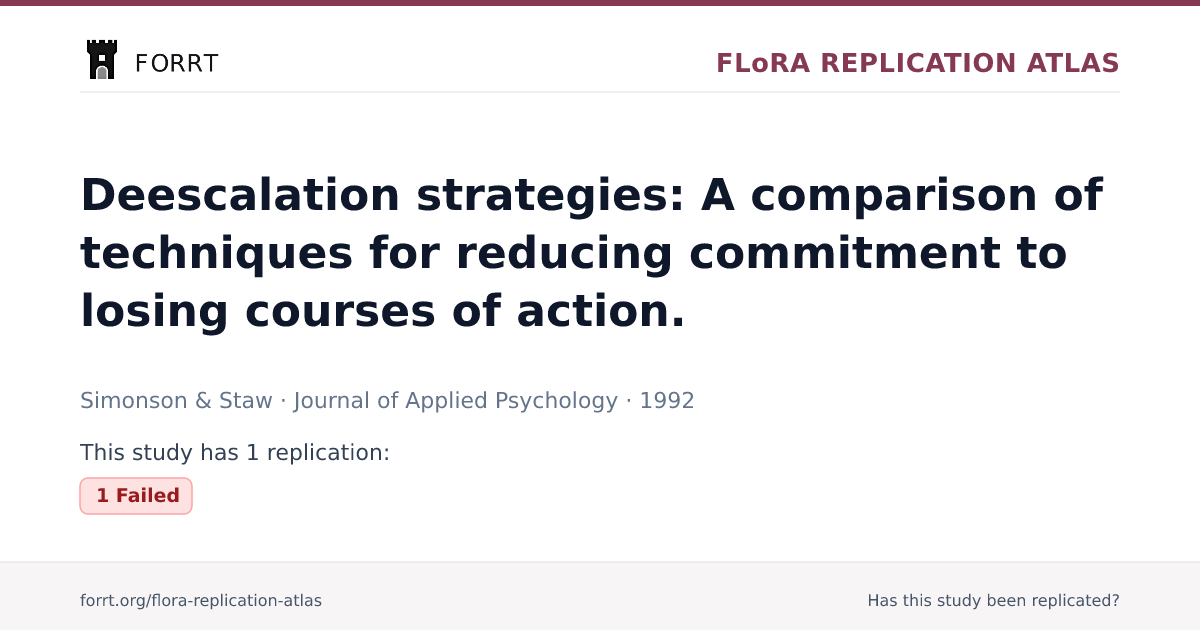 FORRT
FLoRA REPLICATION ATLAS
Deescalation strategies: A comparison of
techniques for reducing commitment to
losing courses of action.
Simonson & Staw · Journal of Applied Psychology · 1992
This study has 1 replication:
1 Failed
forrt.org/flora-replication-atlas
Has this study been replicated?